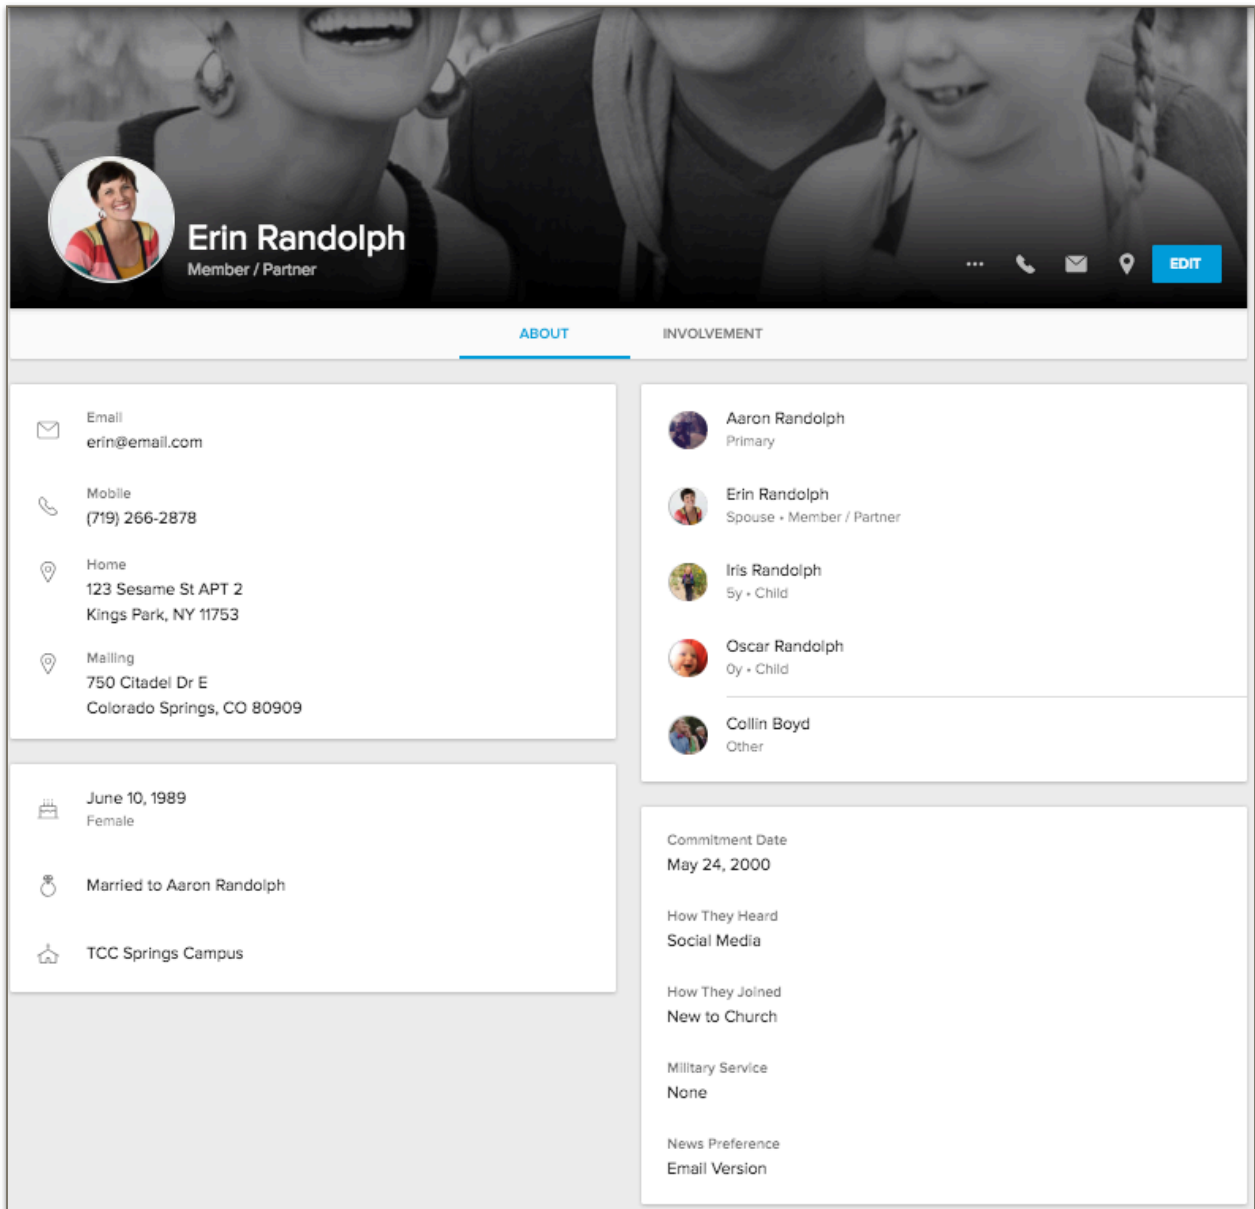 Erin Randolph
Member / Partner
EDIT
ABOUT
INVOLVEMENT
Email
erin@email.com
Mobile
(719) 266-2878
Home
123 Sesame St APT 2
Kings Park, NY 11753
Mailing
750 Citadel Dr E
Colorado Springs, CO 80909
June 10, 1989
Female
Married to Aaron Randolph
TCC Springs Campus
Aaron Randolph
Primary
Erin Randolph
Spouse • Member / Partner
Iris Randolph
5y • Child
Oscar Randolph
0y • Child
Collin Boyd
Other
Commitment Date
May 24, 2000
How They Heard
Social Media
How They Joined
New to Church
Military Service
None
News Preference
Email Version